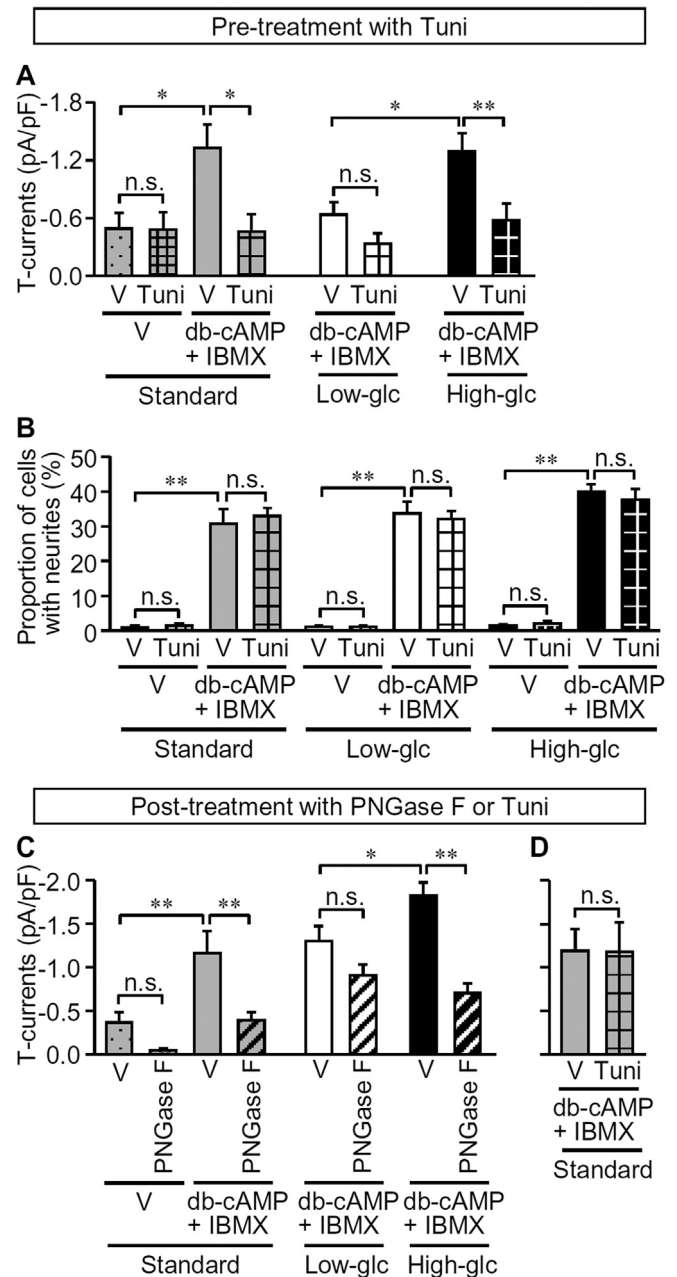 Pre-treatment with Tuni
A
T-currents (pA/pF)
-1.8
-1.2
-0.6
0.0
* * * **
n.s. n.s.
V Tuni V Tuni V Tuni V Tuni
V db-cAMP db-cAMP db-cAMP
+ IBMX + IBMX + IBMX
Standard Low-glc High-glc
B
Proportion of cells
with neurites (%)
50
40
30
20
10
0
** n.s. ** n.s. ** n.s.
n.s. n.s. n.s.
V Tuni V Tuni V Tuni V Tuni V Tuni V Tuni
V db-cAMP V db-cAMP V db-cAMP
+ IBMX + IBMX + IBMX
Standard Low-glc High-glc
Post-treatment with PNGase F or Tuni
C
T-currents (pA/pF)
-2.0
-1.5
-1.0
-0.5
0.0
** ** * **
n.s. n.s.
V PNGase F V PNGase F V PNGase F V PNGase F
V db-cAMP db-cAMP db-cAMP
+ IBMX + IBMX + IBMX
Standard Low-glc High-glc
D
n.s.
V Tuni
db-cAMP
+ IBMX
Standard